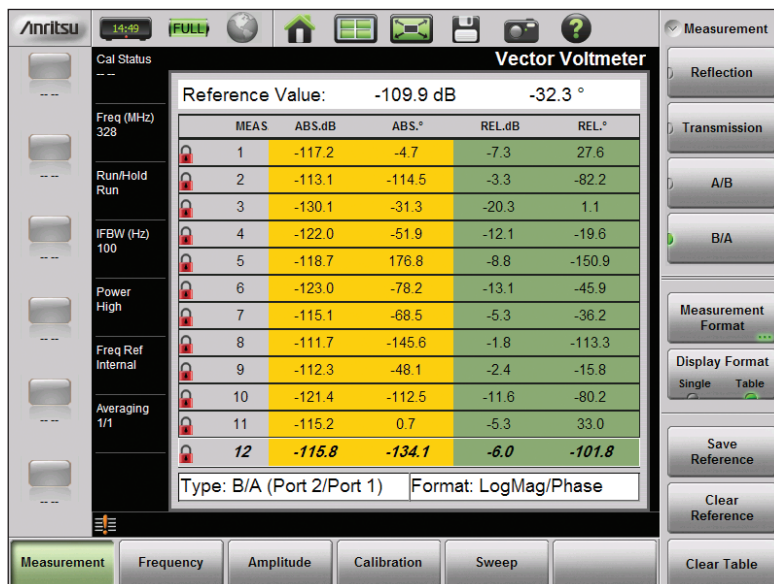 Anritsu 14:49 FULL ?
Vector Voltmeter
-- --
-- --
-- --
-- --
-- --
-- --
Cal Status
-- --
Freq (MHz)
328
Run/Hold
Run
IFBW (Hz)
100
Power
High
Freq Ref
Internal
Averaging
1/1
Reference Value: -109.9 dB -32.3 °
MEAS ABS.dB ABS.° REL.dB REL.°
1 -117.2 -4.7 -7.3 27.6
2 -113.1 -114.5 -3.3 -82.2
3 -130.1 -31.3 -20.3 1.1
4 -122.0 -51.9 -12.1 -19.6
5 -118.7 176.8 -8.8 -150.9
6 -123.0 -78.2 -13.1 -45.9
7 -115.1 -68.5 -5.3 -36.2
8 -111.7 -145.6 -1.8 -113.3
9 -112.3 -48.1 -2.4 -15.8
10 -121.4 -112.5 -11.6 -80.2
11 -115.2 0.7 -5.3 33.0
12 -115.8 -134.1 -6.0 -101.8
Type: B/A (Port 2/Port 1) Format: LogMag/Phase
Measurement
Reflection
Transmission
A/B
B/A
Measurement
Format
Display Format
Single Table
Save
Reference
Clear
Reference
Clear Table
Measurement Frequency Amplitude Calibration Sweep